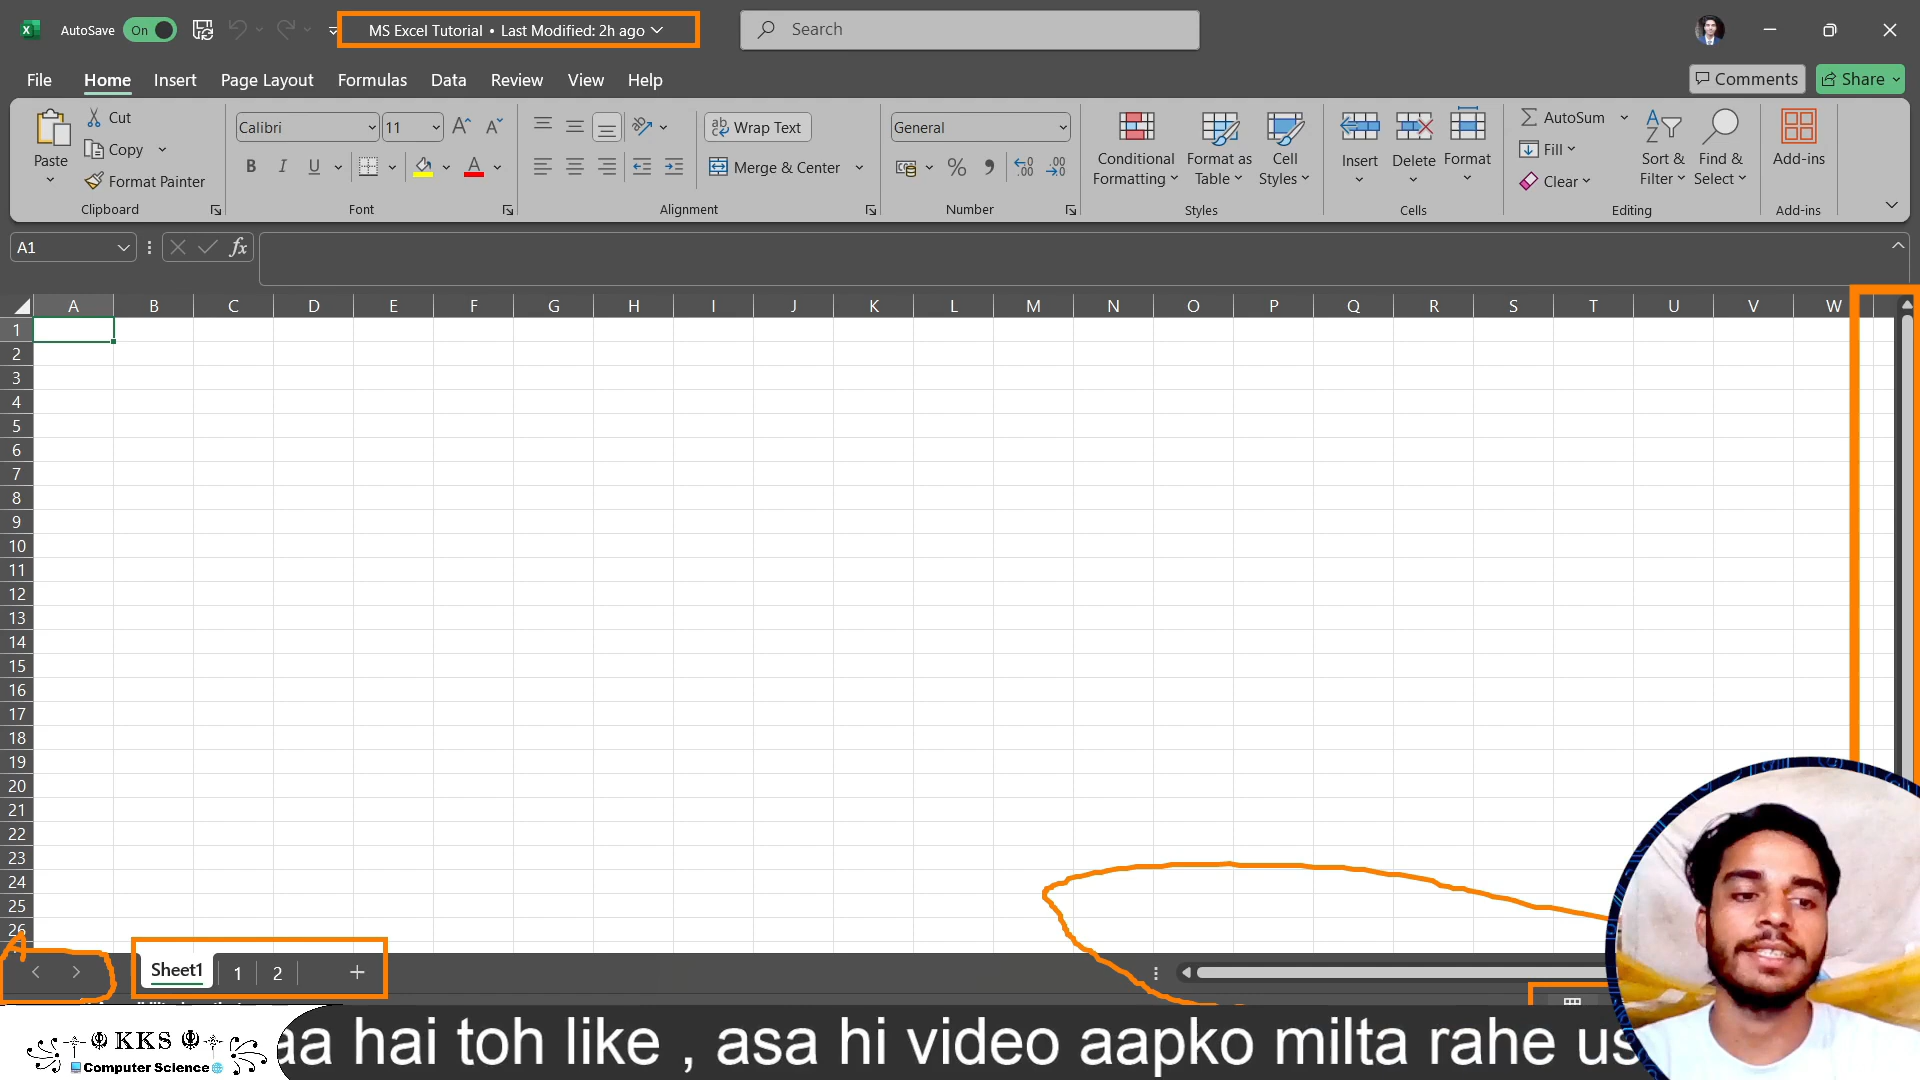 AutoSave On MS Excel Tutorial • Last Modified: 2h ago Search
File Home Insert Page Layout Formulas Data Review View Help Comments Share
Paste
Cut
Copy
Format Painter
Clipboard
Calibri 11
B I U A
Font
Wrap Text
Merge & Center
Alignment
General
Number
Conditional Formatting
Format as Table
Cell Styles
Styles
Insert Delete Format
Cells
AutoSum
Fill
Clear
Sort & Filter
Find & Select
Editing
Add-ins
Add-ins
A1 fx
A B C D E F G H I J K L M N O P Q R S T U V W
1
2
3
4
5
6
7
8
9
10
11
12
13
14
15
16
17
18
19
20
21
22
23
24
25
26
Sheet1 1 2 +
KKS
Computer Science
aa hai toh like , asa hi video aapko milta rahe us